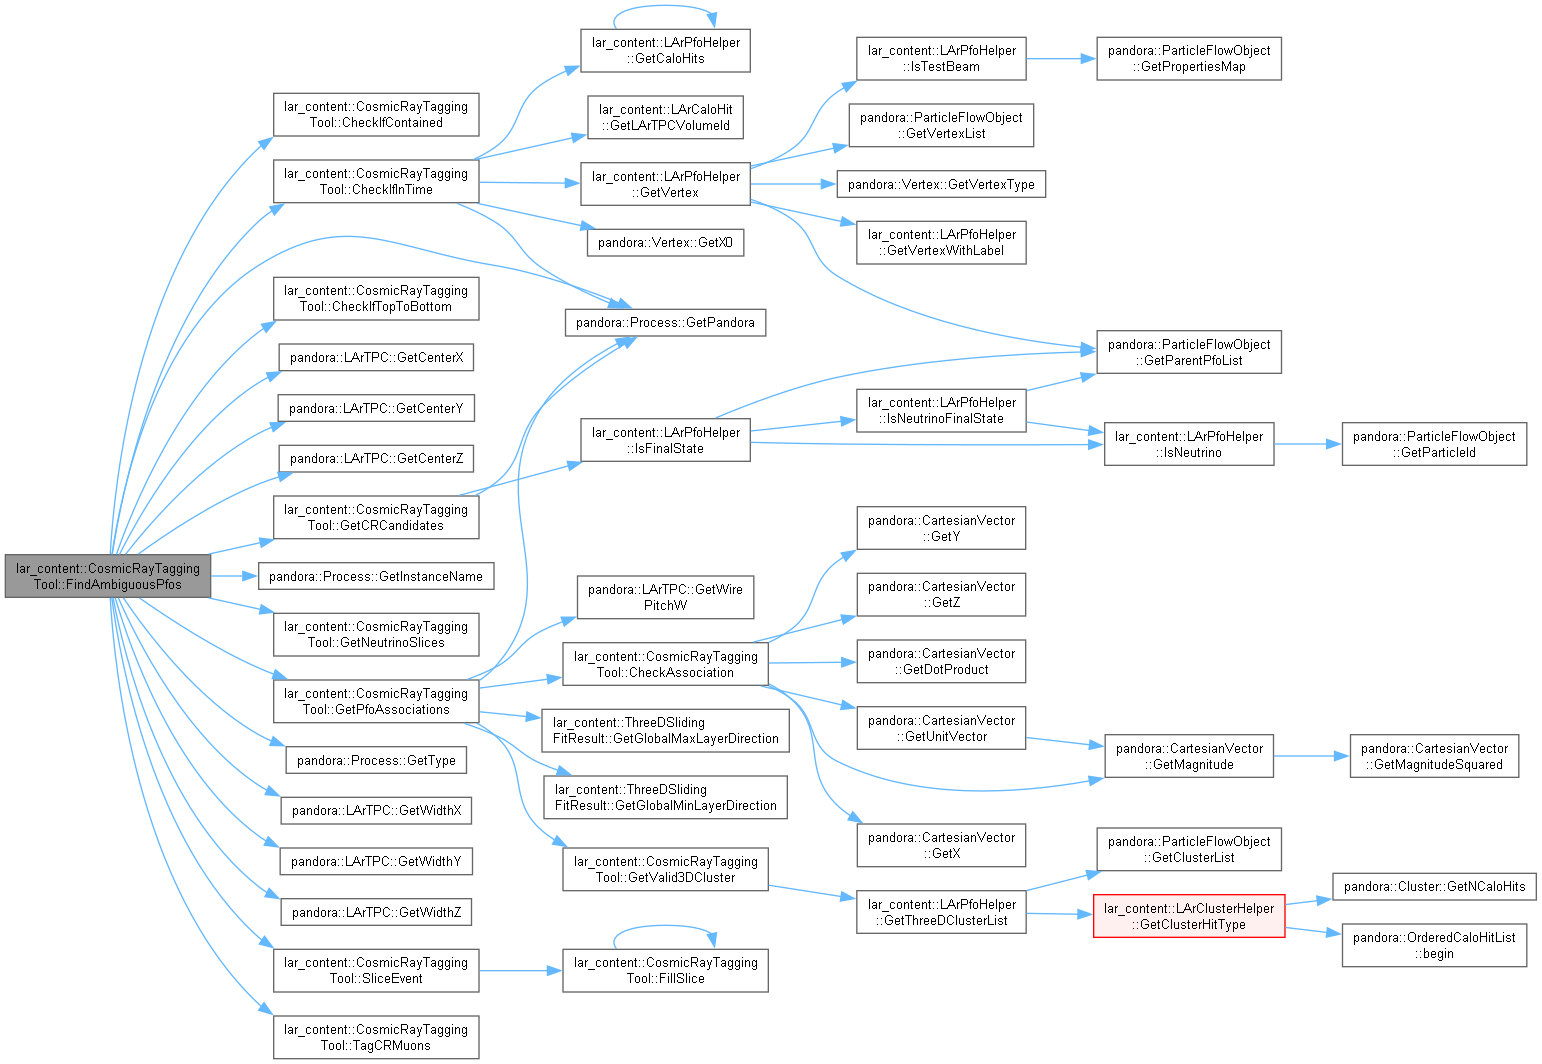 lar_content::CosmicRayTagging
Tool::FindAmbiguousPfos
lar_content::CosmicRayTagging
Tool::CheckIfContained
lar_content::CosmicRayTagging
Tool::CheckIfInTime
lar_content::CosmicRayTagging
Tool::CheckIfTopToBottom
pandora::LArTPC::GetCenterX
pandora::LArTPC::GetCenterY
pandora::LArTPC::GetCenterZ
lar_content::CosmicRayTagging
Tool::GetCRCandidates
pandora::Process::GetInstanceName
lar_content::CosmicRayTagging
Tool::GetNeutrinoSlices
lar_content::CosmicRayTagging
Tool::GetPfoAssociations
pandora::Process::GetType
pandora::LArTPC::GetWidthX
pandora::LArTPC::GetWidthY
pandora::LArTPC::GetWidthZ
lar_content::CosmicRayTagging
Tool::SliceEvent
lar_content::CosmicRayTagging
Tool::TagCRMuons
lar_content::LArPfoHelper
::GetCaloHits
lar_content::LArCaloHit
::GetLArTPCVolumeId
lar_content::LArPfoHelper
::GetVertex
pandora::Vertex::GetX0
pandora::Process::GetPandora
lar_content::LArPfoHelper
::IsFinalState
pandora::LArTPC::GetWire
PitchW
lar_content::CosmicRayTagging
Tool::CheckAssociation
lar_content::ThreeDSliding
FitResult::GetGlobalMaxLayerDirection
lar_content::ThreeDSliding
FitResult::GetGlobalMinLayerDirection
lar_content::CosmicRayTagging
Tool::GetValid3DCluster
lar_content::CosmicRayTagging
Tool::FillSlice
lar_content::LArPfoHelper
::IsTestBeam
pandora::ParticleFlowObject
::GetVertexList
pandora::Vertex::GetVertexType
lar_content::LArPfoHelper
::GetVertexWithLabel
lar_content::LArPfoHelper
::IsNeutrinoFinalState
pandora::CartesianVector
::GetY
pandora::CartesianVector
::GetZ
pandora::CartesianVector
::GetDotProduct
pandora::CartesianVector
::GetUnitVector
pandora::CartesianVector
::GetX
lar_content::LArPfoHelper
::GetThreeDClusterList
pandora::ParticleFlowObject
::GetPropertiesMap
pandora::ParticleFlowObject
::GetParentPfoList
lar_content::LArPfoHelper
::IsNeutrino
pandora::CartesianVector
::GetMagnitude
pandora::ParticleFlowObject
::GetClusterList
lar_content::LArClusterHelper
::GetClusterHitType
pandora::ParticleFlowObject
::GetParticleId
pandora::CartesianVector
::GetMagnitudeSquared
pandora::Cluster::GetNCaloHits
pandora::OrderedCaloHitList
::begin